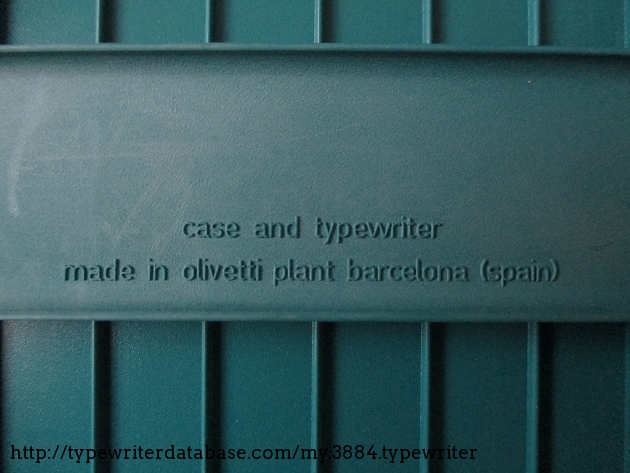 case and typewriter
made in olivetti plant barcelona (spain)
http://typewriterdatabase.com/my.3884.typewriter